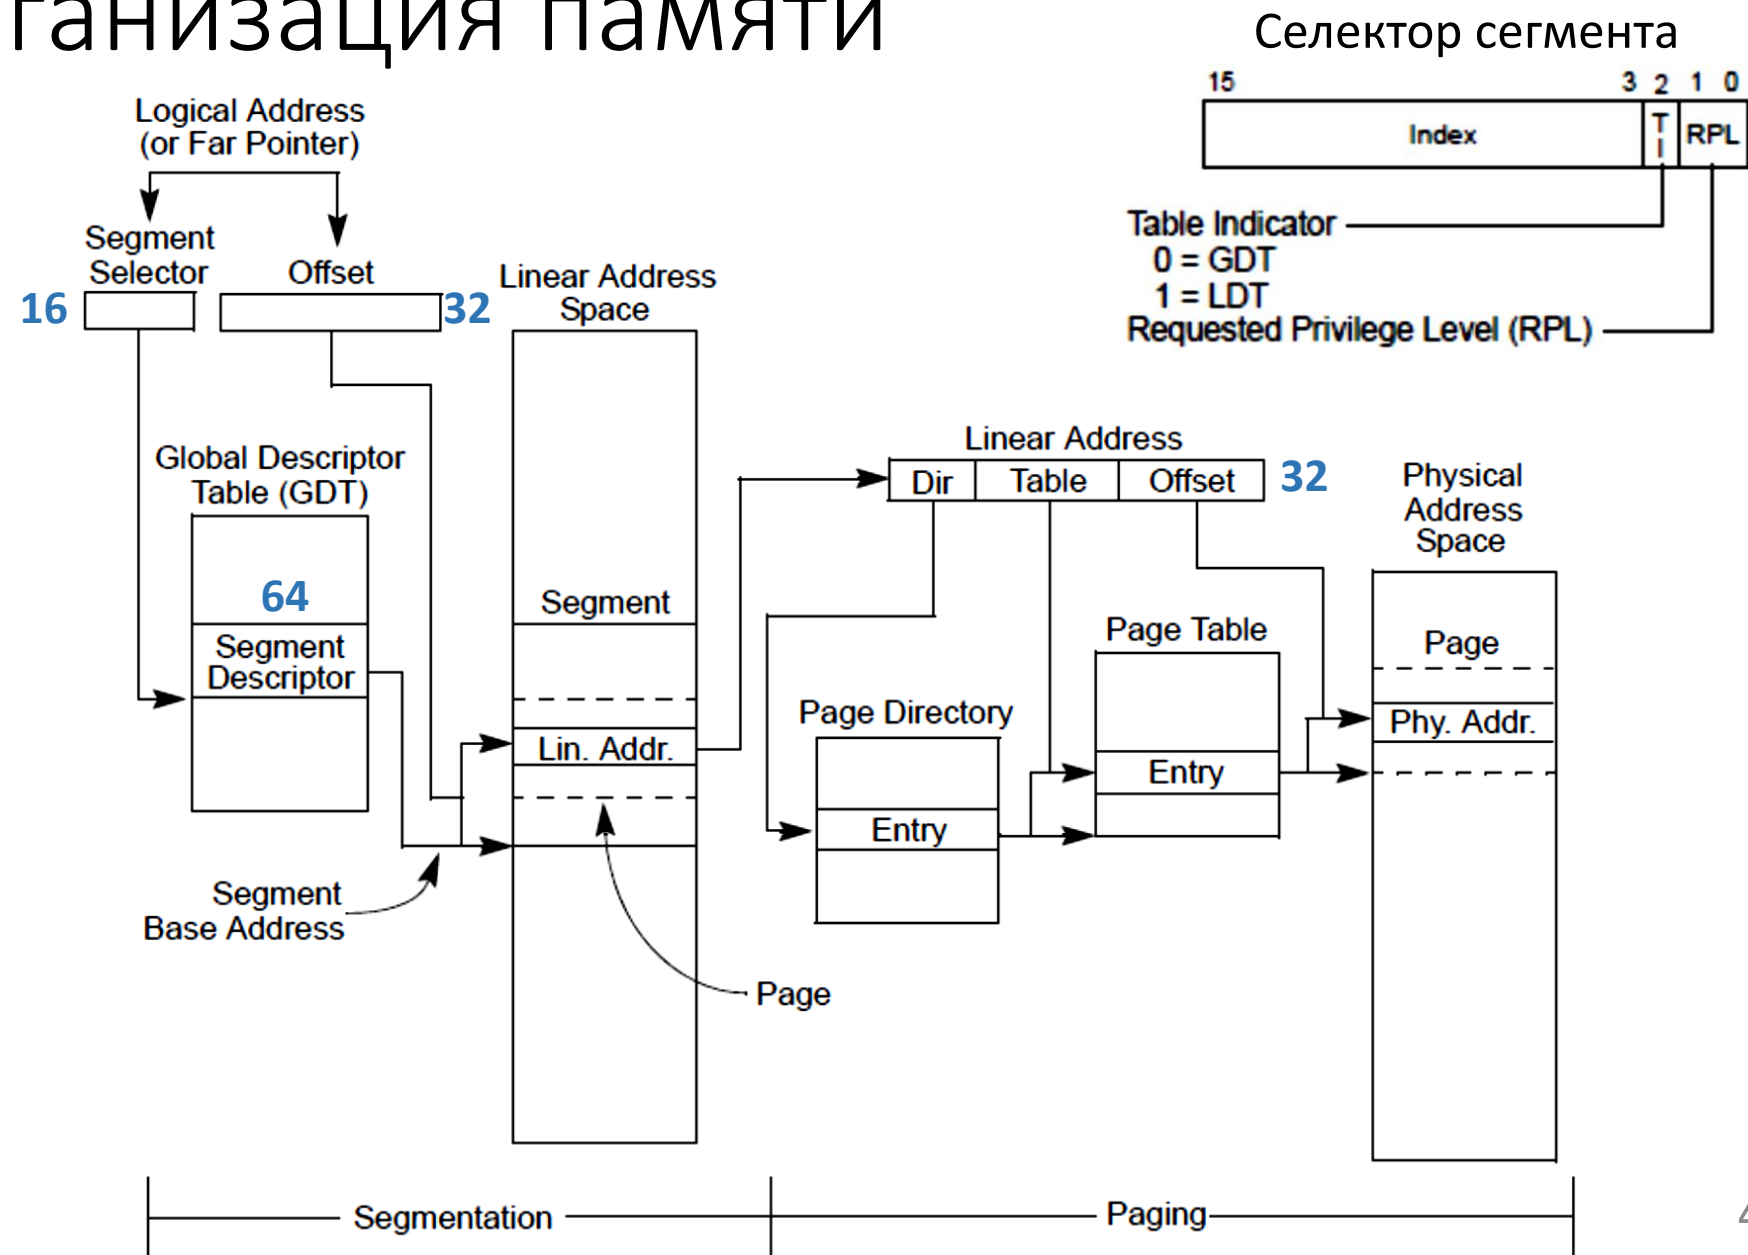 ганизация памяти
Селектор сегмента
15 3 2 1 0
Index
T
I
RPL
Table Indicator
0 = GDT
1 = LDT
Requested Privilege Level (RPL)
Logical Address
(or Far Pointer)
Segment
Selector
Offset
16
32
Linear Address
Space
Global Descriptor
Table (GDT)
64
Segment
Descriptor
Segment
Lin. Addr.
Segment
Base Address
Page
Linear Address
Dir
Table
Offset
32
Page Directory
Entry
Page Table
Entry
Physical
Address
Space
Page
Phy. Addr.
Segmentation
Paging